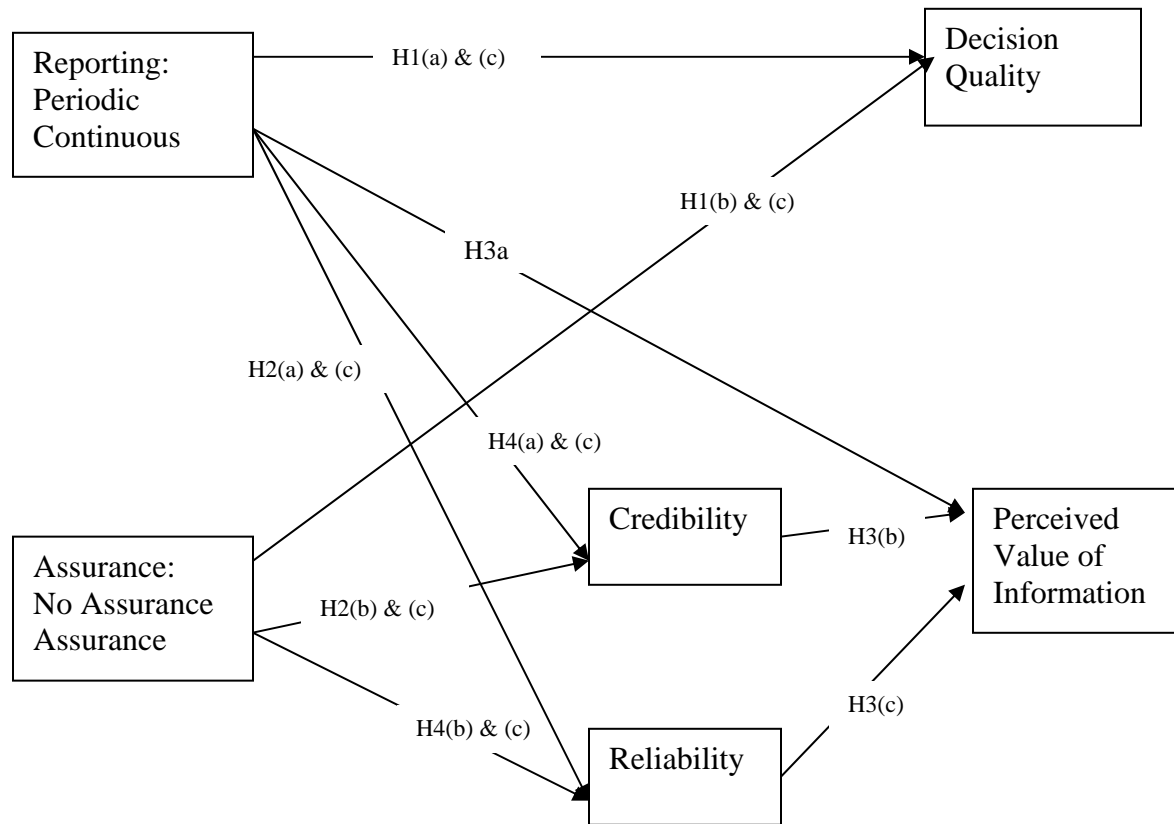 Reporting:
Periodic
Continuous
H1(a) & (c)
Decision
Quality
H1(b) & (c)
H3a
H2(a) & (c)
H4(a) & (c)
Credibility
H3(b)
Perceived
Value of
Information
Assurance:
No Assurance
Assurance
H2(b) & (c)
H4(b) & (c)
H3(c)
Reliability